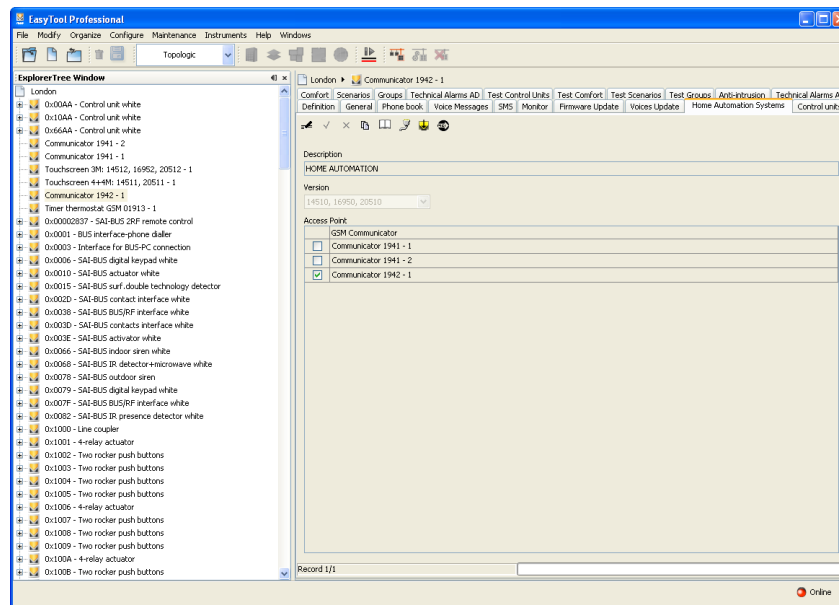 EasyTool Professional
File Modify Organize Configure Maintenance Instruments Help Windows
Topologic
ExplorerTree Window
London
0x00AA - Control unit white
0x10AA - Control unit white
0x66AA - Control unit white
Communicator 1941 - 2
Communicator 1941 - 1
Touchscreen 3M: 14512, 16952, 20512 - 1
Touchscreen 4+4M: 14511, 20511 - 1
Communicator 1942 - 1
Timer thermostat GSM 01913 - 1
0x00002837 - SAI-BUS 2RF remote control
0x0001 - BUS interface-phone dialler
0x0003 - Interface for BUS-PC connection
0x0006 - SAI-BUS digital keypad white
0x0010 - SAI-BUS actuator white
0x0015 - SAI-BUS surf.double technology detector
0x002D - SAI-BUS contact interface white
0x0038 - SAI-BUS BUS/RF interface white
0x003D - SAI-BUS contacts interface white
0x003E - SAI-BUS activator white
0x0066 - SAI-BUS indoor siren white
0x0068 - SAI-BUS IR detector+microwave white
0x0078 - SAI-BUS outdoor siren
0x0079 - SAI-BUS digital keypad white
0x007F - SAI-BUS BUS/RF interface white
0x0082 - SAI-BUS IR presence detector white
0x1000 - Line coupler
0x1001 - 4-relay actuator
0x1002 - Two rocker push buttons
0x1003 - Two rocker push buttons
0x1004 - Two rocker push buttons
0x1005 - Two rocker push buttons
0x1006 - 4-relay actuator
0x1007 - Two rocker push buttons
0x1008 - Two rocker push buttons
0x1009 - Two rocker push buttons
0x100A - 4-relay actuator
0x100B - Two rocker push buttons
London Communicator 1942 - 1
Comfort Scenarios Groups Technical Alarms AD Test Control Units Test Comfort Test Scenarios Test Groups Anti-intrusion Technical Alarms A
Definition General Phone book Voice Messages SMS Monitor Firmware Update Voices Update Home Automation Systems Control units
Description
HOME AUTOMATION
Version
14510, 16950, 20510
Access Point
GSM Communicator
Communicator 1941 - 1
Communicator 1941 - 2
Communicator 1942 - 1
Record 1/1
Online